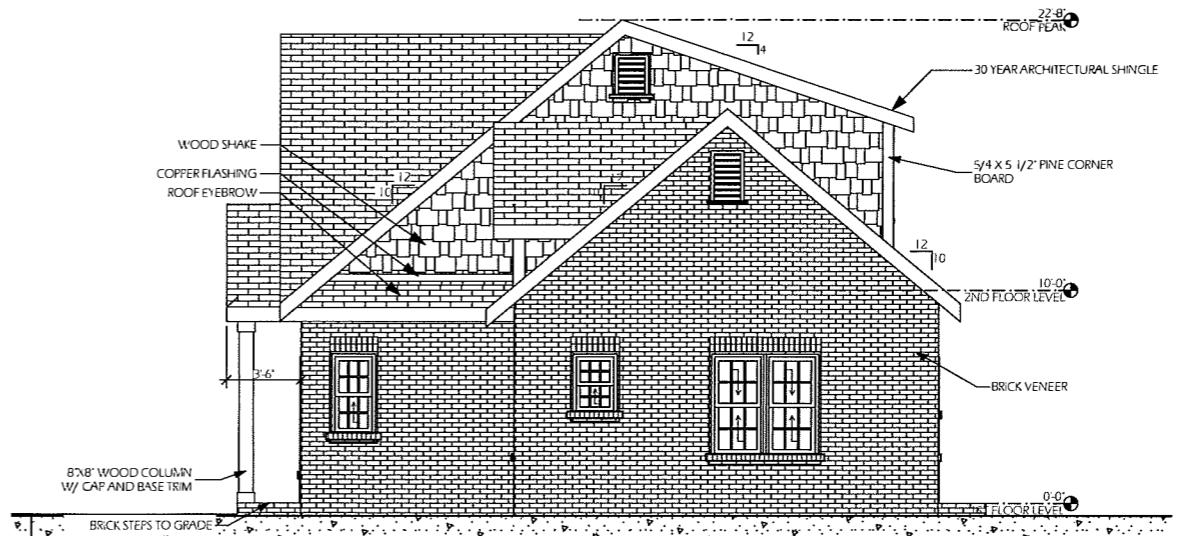 22'-8"
ROOF PEAK
12
4
30 YEAR ARCHITECTURAL SHINGLE
WOOD SHAKE
COPPER FLASHING
ROOF EYEBROW
12
10
12
10
5/4 X 5 1/2" PINE CORNER
BOARD
12
10
10'-0"
2ND FLOOR LEVEL
3'-6"
BRICK VENEER
8"X8" WOOD COLUMN
W/ CAP AND BASE TRIM
0'-0"
FLOOR LEVEL
BRICK STEPS TO GRADE